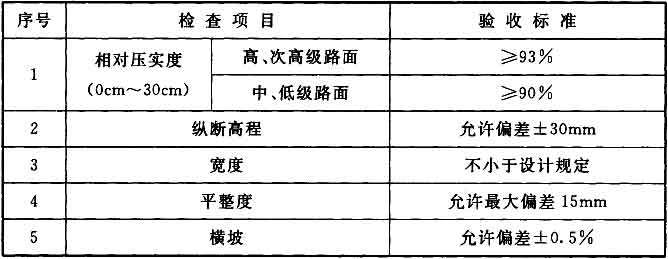 序号 检查项目 验收标准
1 相对压实度 (0cm～30cm) 高、次高级路面 ≥93%
中、低级路面 ≥90%
2 纵断高程 允许偏差±30mm
3 宽度 不小于设计规定
4 平整度 允许最大偏差15mm
5 横坡 允许偏差±0.5%